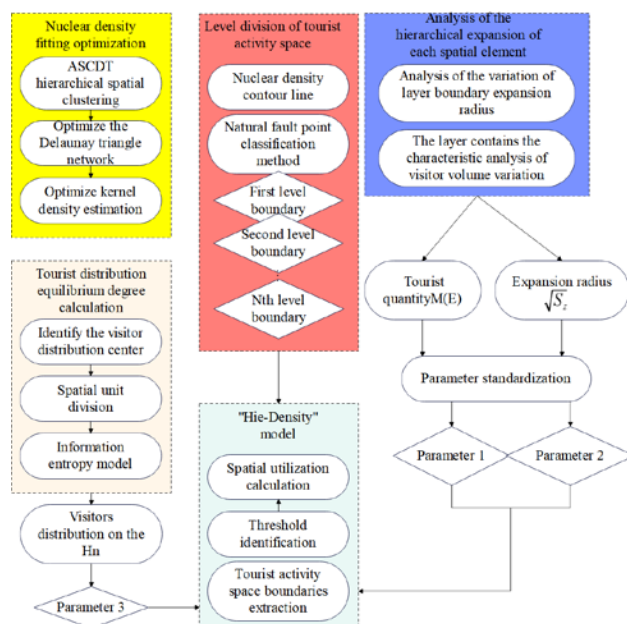 Nuclear density
fitting optimization
ASCDT
hierarchical spatial
clustering
Optimize the
Delaunay triangle
network
Optimize kernel
density estimation
Level division of tourist
activity space
Nuclear density
contour line
Natural fault point
classification
method
First level
boundary
Second level
boundary
Nth level
boundary
Analysis of the
hierarchical expansion
of each spatial element
Analysis of the variation of
layer boundary expansion
radius
The layer contains the
characteristic analysis of
visitor volume variation
Tourist
quantityM(E)
Expansion radius
√S_z
Parameter standardization
Parameter 1
Parameter 2
Tourist distribution
equilibrium degree
calculation
Identify the visitor
distribution center
Spatial unit
division
Information
entropy model
Visitors
distribution on the
Hn
Parameter 3
"Hie-Density"
model
Spatial utilization
calculation
Threshold
identification
Tourist activity
space boundaries
extraction